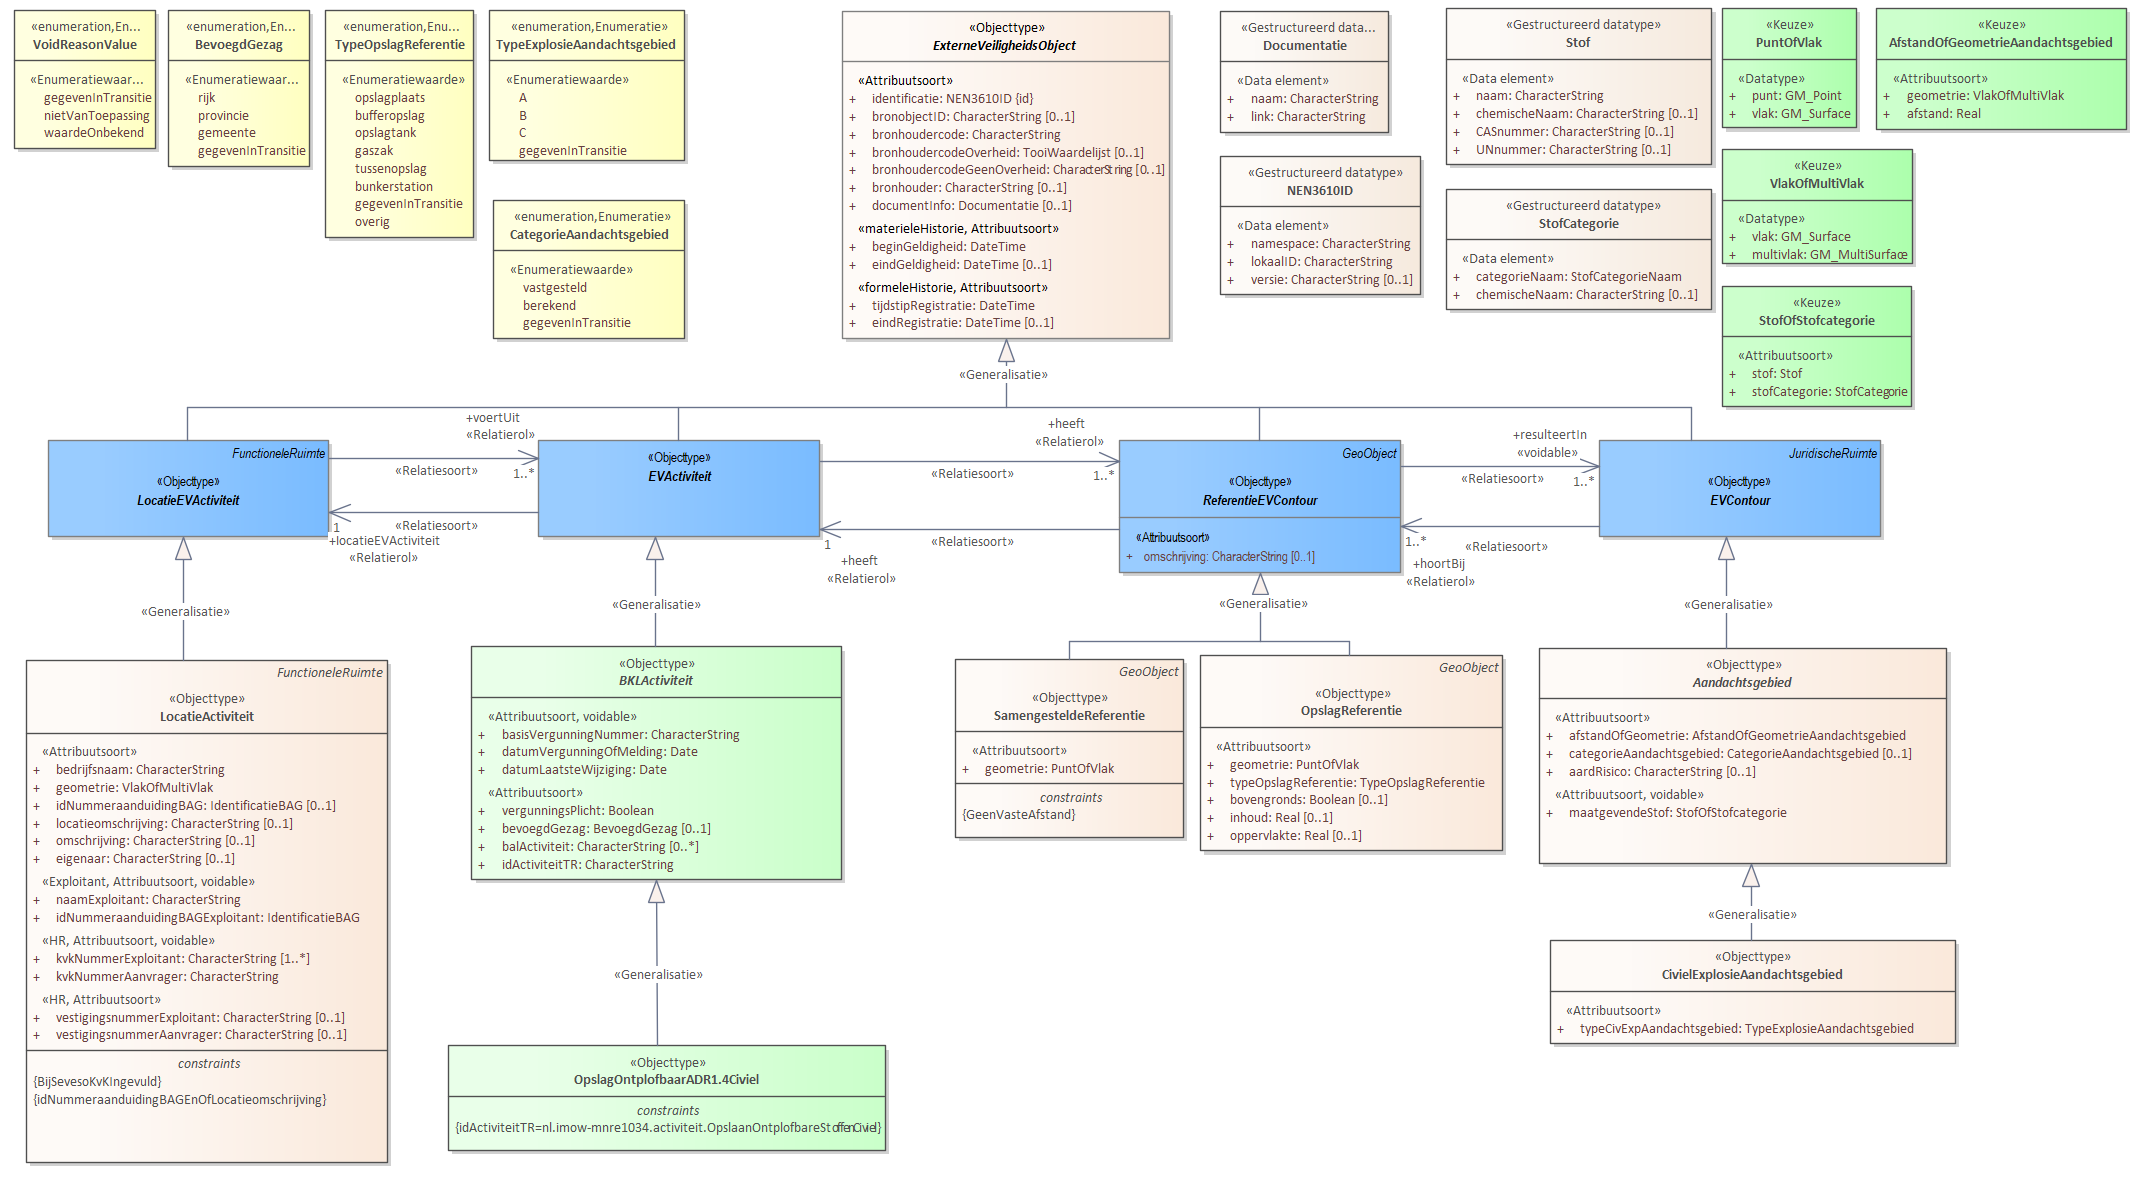 «enumeration,En...
VoidReasonValue
«Enumeratiewaar...
gegevenInTransitie
nietVanToepassing
waardeOnbekend
«enumeration,En...
BevoegdGezag
«Enumeratiewaar...
rijk
provincie
gemeente
gegevenInTransitie
«enumeration,Enu...
TypeOpslagReferentie
«Enumeratiewaarde»
opslagplaats
bufferopslag
opslagtank
gaszak
tussenopslag
bunkerstation
gegevenInTransitie
overig
«enumeration,Enumeratie»
TypeExplosieAandachtsgebied
«Enumeratiewaarde»
A
B
C
gegevenInTransitie
«enumeration,Enumeratie»
CategorieAandachtsgebied
«Enumeratiewaarde»
vastgesteld
berekend
gegevenInTransitie
«Objecttype»
ExterneVeiligheidsObject
«Attribuutsoort»
+ identificatie: NEN3610ID {id}
+ bronobjectID: CharacterString [0..1]
+ bronhoudercode: CharacterString
+ bronhoudercodeOverheid: TooiWaardelijst [0..1]
+ bronhoudercodeGeenOverheid: CharacterString [0..1]
+ bronhouder: CharacterString [0..1]
+ documentInfo: Documentatie [0..1]
«materieleHistorie, Attribuutsoort»
+ beginGeldigheid: DateTime
+ eindGeldigheid: DateTime [0..1]
«formeleHistorie, Attribuutsoort»
+ tijdstipRegistratie: DateTime
+ eindRegistratie: DateTime [0..1]
«Gestructureerd data...
Documentatie
«Data element»
+ naam: CharacterString
+ link: CharacterString
«Gestructureerd datatype»
NEN3610ID
«Data element»
+ namespace: CharacterString
+ lokaalID: CharacterString
+ versie: CharacterString [0..1]
«Gestructureerd datatype»
Stof
«Data element»
+ naam: CharacterString
+ chemischeNaam: CharacterString [0..1]
+ CASnummer: CharacterString [0..1]
+ UNnummer: CharacterString [0..1]
«Gestructureerd datatype»
StofCategorie
«Data element»
+ categorieNaam: StofCategorieNaam
+ chemischeNaam: CharacterString [0..1]
«Keuze»
PuntOfVlak
«Datatype»
+ punt: GM_Point
+ vlak: GM_Surface
«Keuze»
AfstandOfGeometrieAandachtsgebied
«Attribuutsoort»
+ geometrie: VlakOfMultiVlak
+ afstand: Real
«Keuze»
VlakOfMultiVlak
«Datatype»
+ vlak: GM_Surface
+ multivlak: GM_MultiSurface
«Keuze»
StofOfStofcategorie
«Attribuutsoort»
+ stof: Stof
+ stofCategorie: StofCategorie
«Generalisatie»
FunctioneleRuimte
«Objecttype»
LocatieEVActiviteit
+voertUit
«Relatierol»
«Relatiesoort»
1..*
«Relatiesoort»
1
+locatieEVActiviteit
«Relatierol»
«Objecttype»
EVActiviteit
+heeft
«Relatierol»
«Relatiesoort»
1..*
«Relatiesoort»
1
+heeft
«Relatierol»
GeoObject
«Objecttype»
ReferentieEVContour
«Attribuutsoort»
+ omschrijving: CharacterString [0..1]
+resulteertIn
«voidable»
«Relatiesoort»
1..*
1..*
«Relatiesoort»
+hoortBij
«Relatierol»
JuridischeRuimte
«Objecttype»
EVContour
«Generalisatie»
«Generalisatie»
«Generalisatie»
«Generalisatie»
FunctioneleRuimte
«Objecttype»
LocatieActiviteit
«Attribuutsoort»
+ bedrijfsnaam: CharacterString
+ geometrie: VlakOfMultiVlak
+ idNummeraanduidingBAG: IdentificatieBAG [0..1]
+ locatieomschrijving: CharacterString [0..1]
+ omschrijving: CharacterString [0..1]
+ eigenaar: CharacterString [0..1]
«Exploitant, Attribuutsoort, voidable»
+ naamExploitant: CharacterString
+ idNummeraanduidingBAGExploitant: IdentificatieBAG
«HR, Attribuutsoort, voidable»
+ kvkNummerExploitant: CharacterString [1..*]
+ kvkNummerAanvrager: CharacterString
«HR, Attribuutsoort»
+ vestigingsnummerExploitant: CharacterString [0..1]
+ vestigingsnummerAanvrager: CharacterString [0..1]
constraints
{BijSevesoKvKIngevuld}
{idNummeraanduidingBAGEnOfLocatieomschrijving}
«Objecttype»
BKLActiviteit
«Attribuutsoort, voidable»
+ basisVergunningNummer: CharacterString
+ datumVergunningOfMelding: Date
+ datumLaatsteWijziging: Date
«Attribuutsoort»
+ vergunningsPlicht: Boolean
+ bevoegdGezag: BevoegdGezag [0..1]
+ balActiviteit: CharacterString [0..*]
+ idActiviteitTR: CharacterString
«Generalisatie»
«Objecttype»
OpslagOntplofbaarADR1.4Civiel
constraints
{idActiviteitTR=nl.imow-mnre1034.activiteit.OpslaanOntplofbareStoffenCiviel}
GeoObject
«Objecttype»
SamengesteldeReferentie
«Attribuutsoort»
+ geometrie: PuntOfVlak
constraints
{GeenVasteAfstand}
GeoObject
«Objecttype»
OpslagReferentie
«Attribuutsoort»
+ geometrie: PuntOfVlak
+ typeOpslagReferentie: TypeOpslagReferentie
+ bovengronds: Boolean [0..1]
+ inhoud: Real [0..1]
+ oppervlakte: Real [0..1]
«Objecttype»
Aandachtsgebied
«Attribuutsoort»
+ afstandOfGeometrie: AfstandOfGeometrieAandachtsgebied
+ categorieAandachtsgebied: CategorieAandachtsgebied [0..1]
+ aardRisico: CharacterString [0..1]
«Attribuutsoort, voidable»
+ maatgevendeStof: StofOfStofcategorie
«Generalisatie»
«Objecttype»
CivielExplosieAandachtsgebied
«Attribuutsoort»
+ typeCivExpAandachtsgebied: TypeExplosieAandachtsgebied